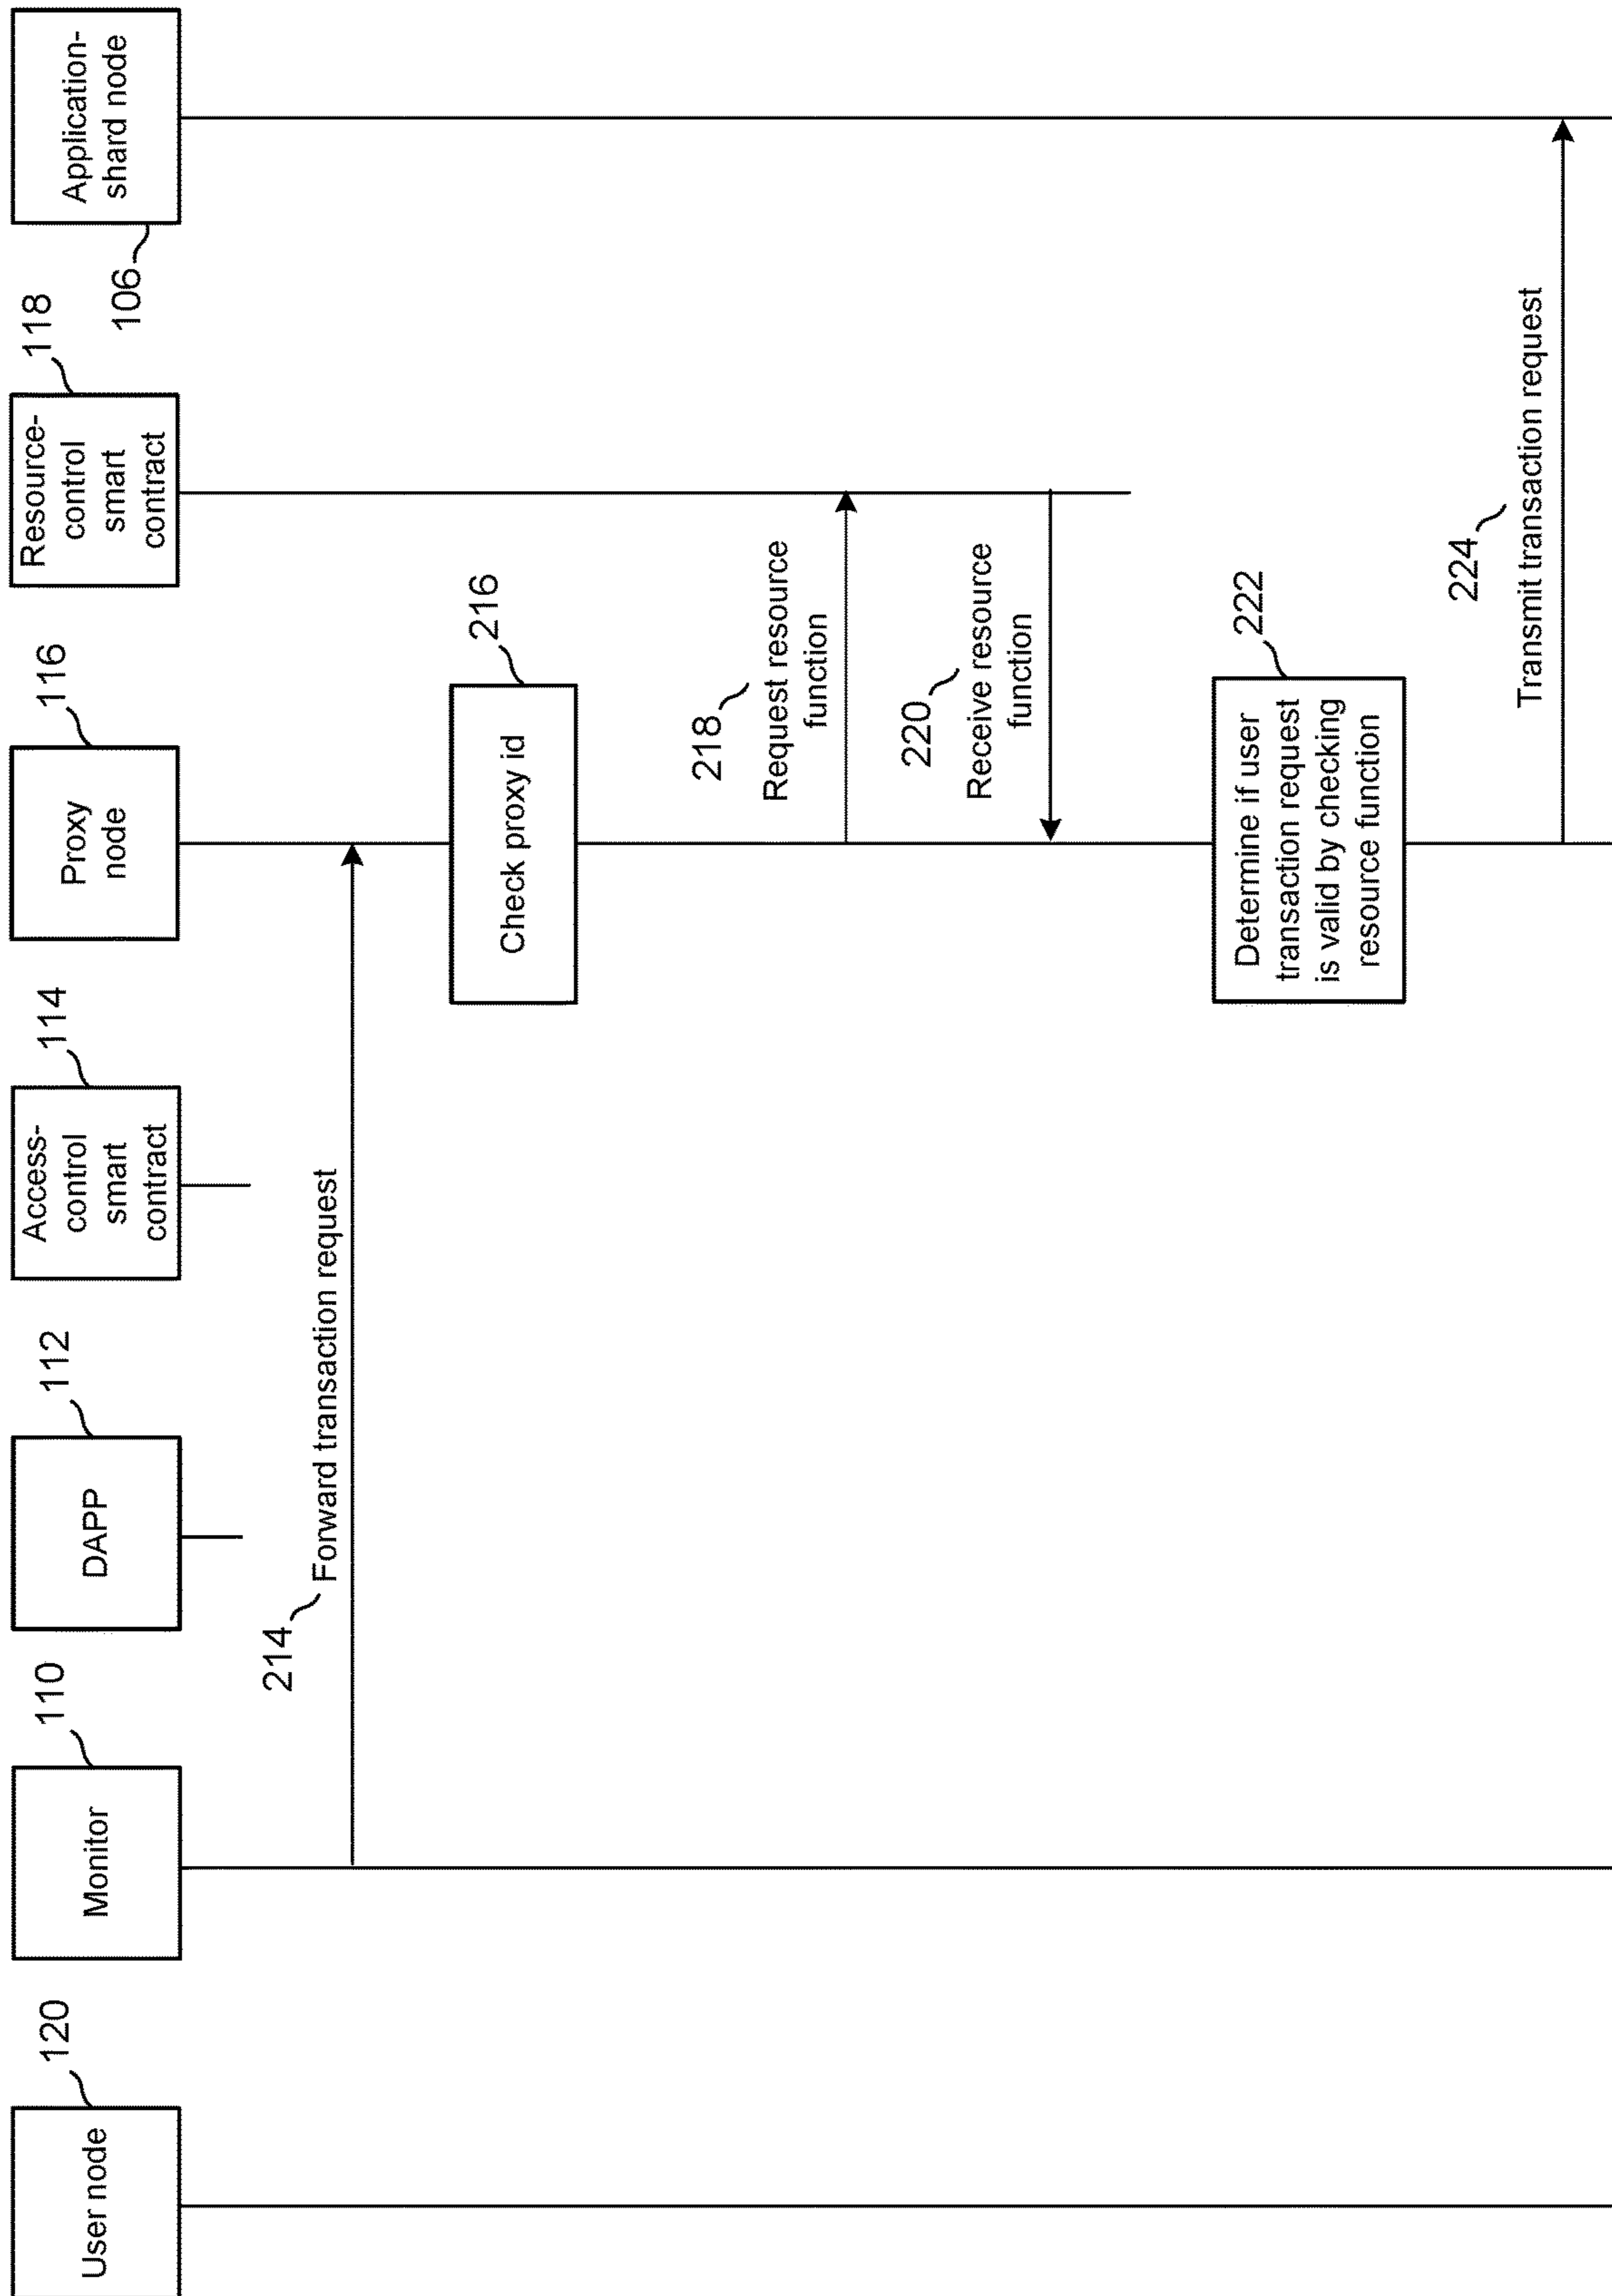 120
User node
110
Monitor
112
DAPP
114
Access-
control
smart
contract
116
Proxy
node
118
Resource-
control
smart
contract
106
Application-
shard node
214
Forward transaction request
216
Check proxy id
218
Request resource
function
220
Receive resource
function
222
Determine if user
transaction request
is valid by checking
resource function
224
Transmit transaction request